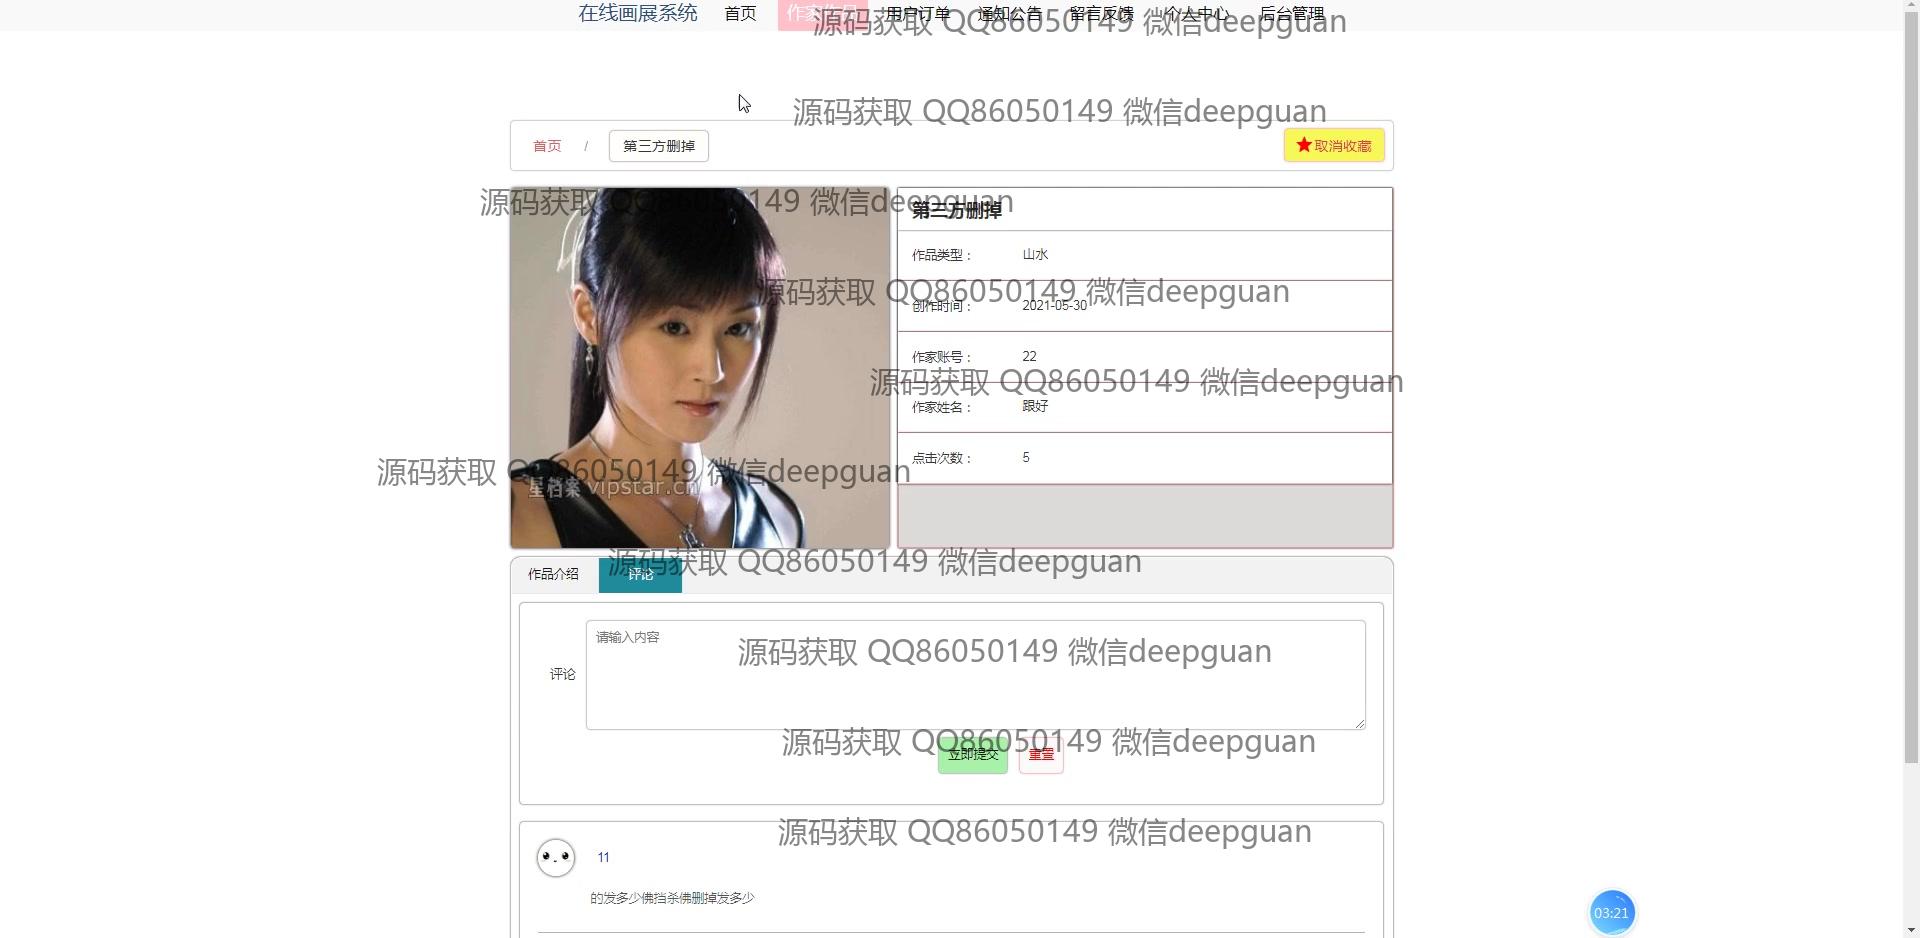 在线画展系统 首页 作家作品 用户订单 通知公告 留言反馈 个人中心 后台管理
源码获取 QQ86050149 微信deepguan
源码获取 QQ86050149 微信deepguan
首页 / 第三方删掉 取消收藏
源码获取 QQ86050149 微信deepguan
第三方删掉
作品类型： 山水
源码获取 QQ86050149 微信deepguan
创作时间： 2021-05-30
作家账号： 22
源码获取 QQ86050149 微信deepguan
作家姓名： 跟好
点击次数： 5
源码获取 QQ86050149 微信deepguan
星档案 vipstar.cn
源码获取 QQ86050149 微信deepguan
作品介绍 评论
请输入内容
源码获取 QQ86050149 微信deepguan
评论
源码获取 QQ86050149 微信deepguan
立即提交 重置
源码获取 QQ86050149 微信deepguan
11
的发多少佛挡杀佛删掉发多少
03:21